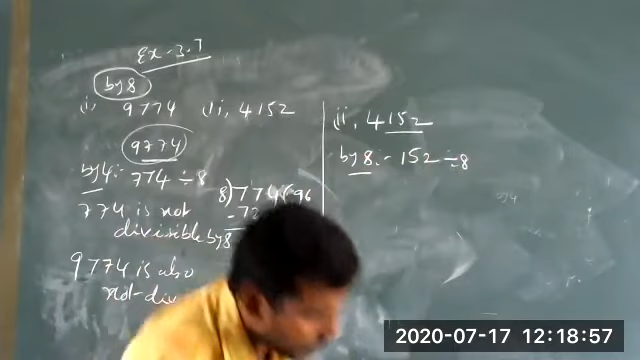 Ex-3.7
by 8
(i, 9774 (ii, 4152
9774
by 4:- 774 ÷ 8
774 is not
divisible by 8
8)774(96
-72
9774 is also
not-div
(ii, 4152
by 8:- 152 ÷ 8
2020-07-17 12:18:57